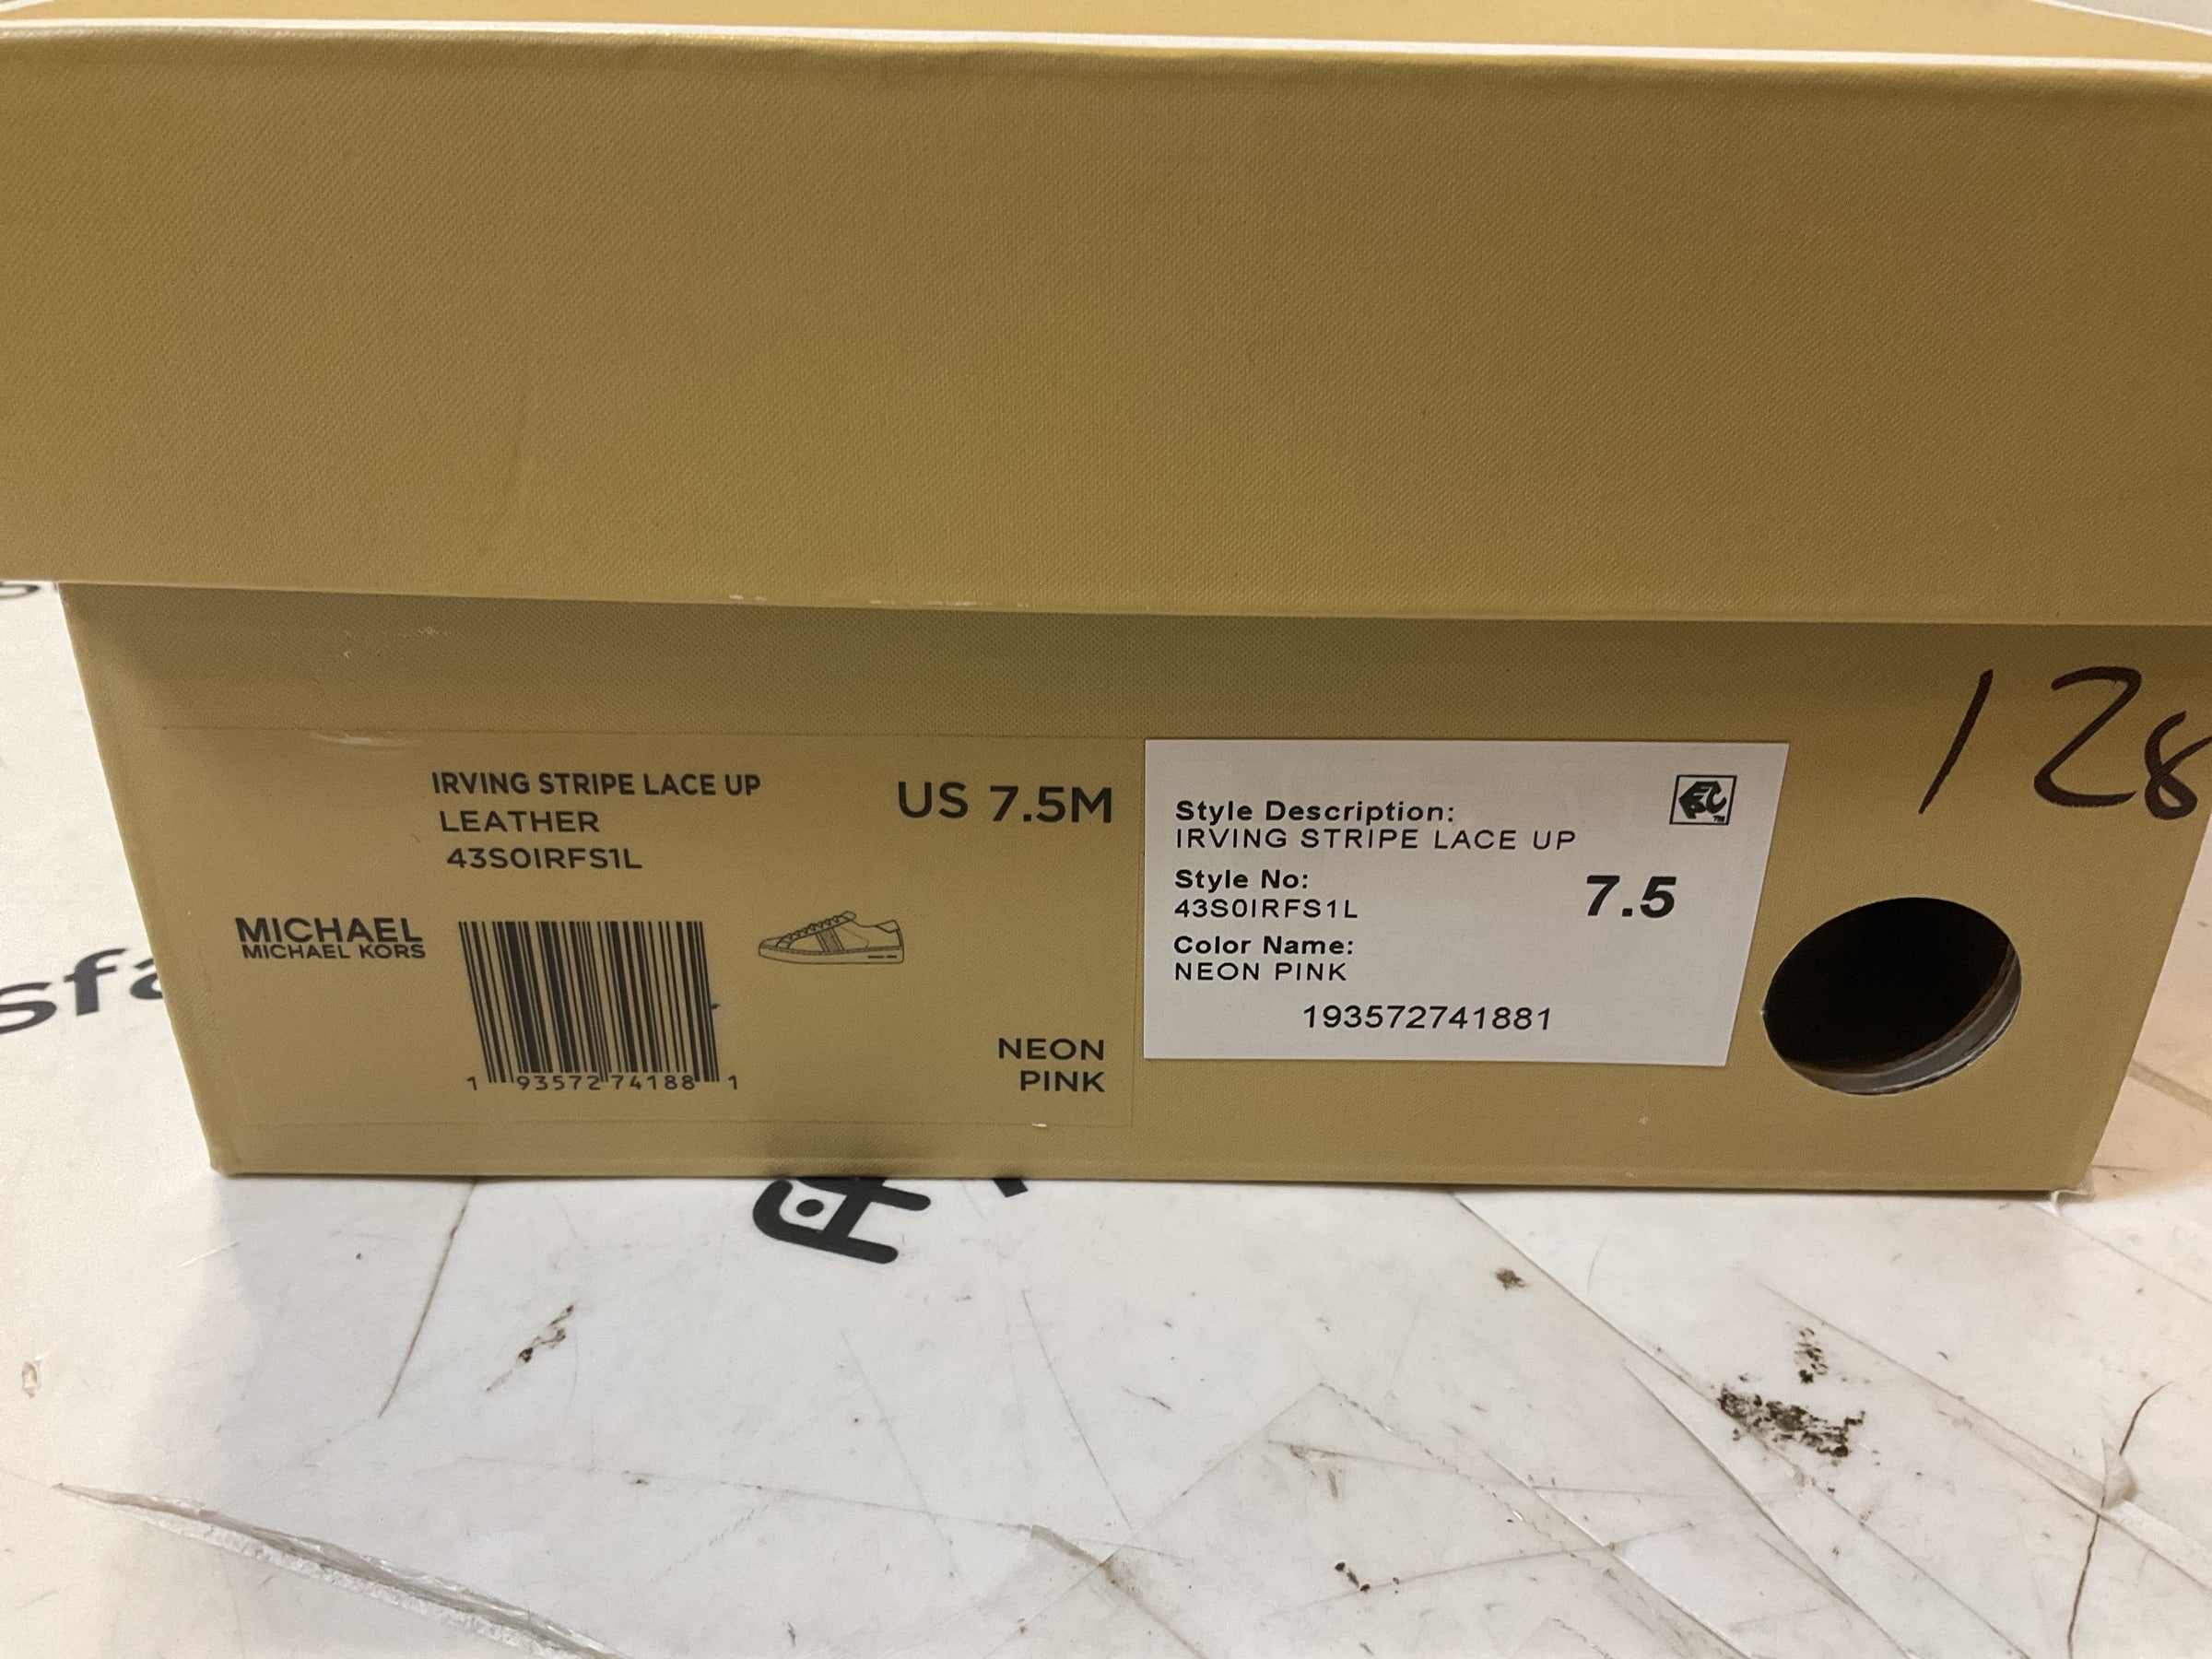 IRVING STRIPE LACE UP
LEATHER
43S0IRFS1L
US 7.5M
MICHAEL
MICHAEL KORS
1 93572 74188 1
NEON
PINK
Style Description:
IRVING STRIPE LACE UP
Style No:
43S0IRFS1L
7.5
Color Name:
NEON PINK
193572741881
128